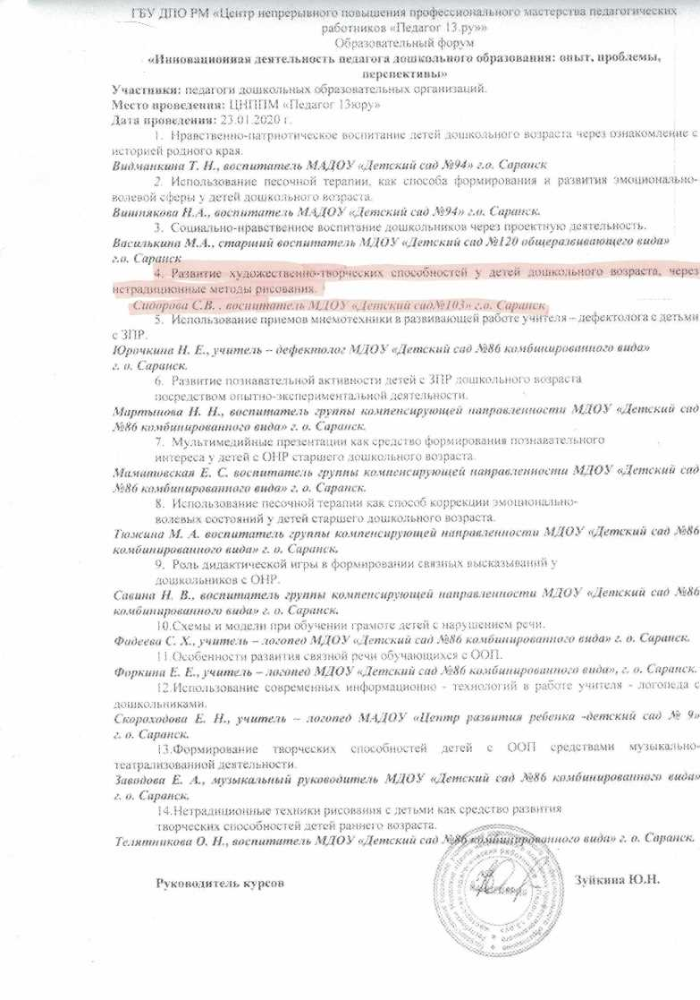 ГБУ ДПО РМ «Центр непрерывного повышения профессионального мастерства педагогических
работников «Педагог 13.ру»»
Образовательный форум
«Инновационная деятельность педагога дошкольного образования: опыт, проблемы,
перспективы»
Участники: педагоги дошкольных образовательных организаций.
Место проведения: ЦНППМ «Педагог 13юру»
Дата проведения: 23.01.2020 г.
1. Нравственно-патриотическое воспитание детей дошкольного возраста через ознакомление с
историей родного края.
Видманкина Т. Н., воспитатель МАДОУ «Детский сад №94» г.о. Саранск
2. Использование песочной терапии, как способа формирования и развития эмоционально-
волевой сферы у детей дошкольного возраста.
Вишнякова Н.А., воспитатель МАДОУ «Детский сад №94» г.о. Саранск.
3. Социально-нравственное воспитание дошкольников через проектную деятельность.
Василькина М.А., старший воспитатель МДОУ «Детский сад №120 общеразвивающего вида»
г.о. Саранск
4. Развитие художественно-творческих способностей у детей дошкольного возраста, через
нетрадиционные методы рисования.
Сидорова С.В. . воспитатель МДОУ «Детский сад№103» г.о. Саранск
5. Использование приемов мнемотехники в развивающей работе учителя – дефектолога с детьми
с ЗПР.
Юрочкина Н. Е., учитель – дефектолог МДОУ «Детский сад №86 комбинированного вида»
г. о. Саранск.
6. Развитие познавательной активности детей с ЗПР дошкольного возраста
посредством опытно-экспериментальной деятельности.
Мартынова Н. Н., воспитатель группы компенсирующей направленности МДОУ «Детский сад
№86 комбинированного вида» г. о. Саранск.
7. Мультимедийные презентации как средство формирования познавательного
интереса у детей с ОНР старшего дошкольного возраста.
Маматовская Е. С. воспитатель группы компенсирующей направленности МДОУ «Детский сад
№86 комбинированного вида» г. о. Саранск.
8. Использование песочной терапии как способ коррекции эмоционально-
волевых состояний у детей старшего дошкольного возраста.
Тюжина М. А. воспитатель группы компенсирующей направленности МДОУ «Детский сад №86
комбинированного вида» г. о. Саранск.
9. Роль дидактической игры в формировании связных высказываний у
дошкольников с ОНР.
Савина Н. В., воспитатель группы компенсирующей направленности МДОУ «Детский сад №86
комбинированного вида» г. о. Саранск.
10.Схемы и модели при обучении грамоте детей с нарушением речи.
Фадеева С. Х., учитель – логопед МДОУ «Детский сад №86 комбинированного вида» г. о. Саранск.
11.Особенности развития связной речи обучающихся с ООП.
Форкина Е. Е., учитель – логопед МДОУ «Детский сад №86 комбинированного вида», г. о. Саранск.
12.Использование современных информационно - технологий в работе учителя - логопеда с
дошкольниками.
Скороходова Е. Н., учитель – логопед МАДОУ «Центр развития ребенка -детский сад № 9»
г. о. Саранск.
13.Формирование творческих способностей детей с ООП средствами музыкально-
театрализованной деятельности.
Заводова Е. А., музыкальный руководитель МДОУ «Детский сад №86 комбинированного вида»
г. о. Саранск.
14.Нетрадиционные техники рисования с детьми как средство развития
творческих способностей детей раннего возраста.
Телятникова О. Н., воспитатель МДОУ «Детский сад №86 комбинированного вида» г. о. Саранск.
Руководитель курсов
Зуйкина Ю.Н.